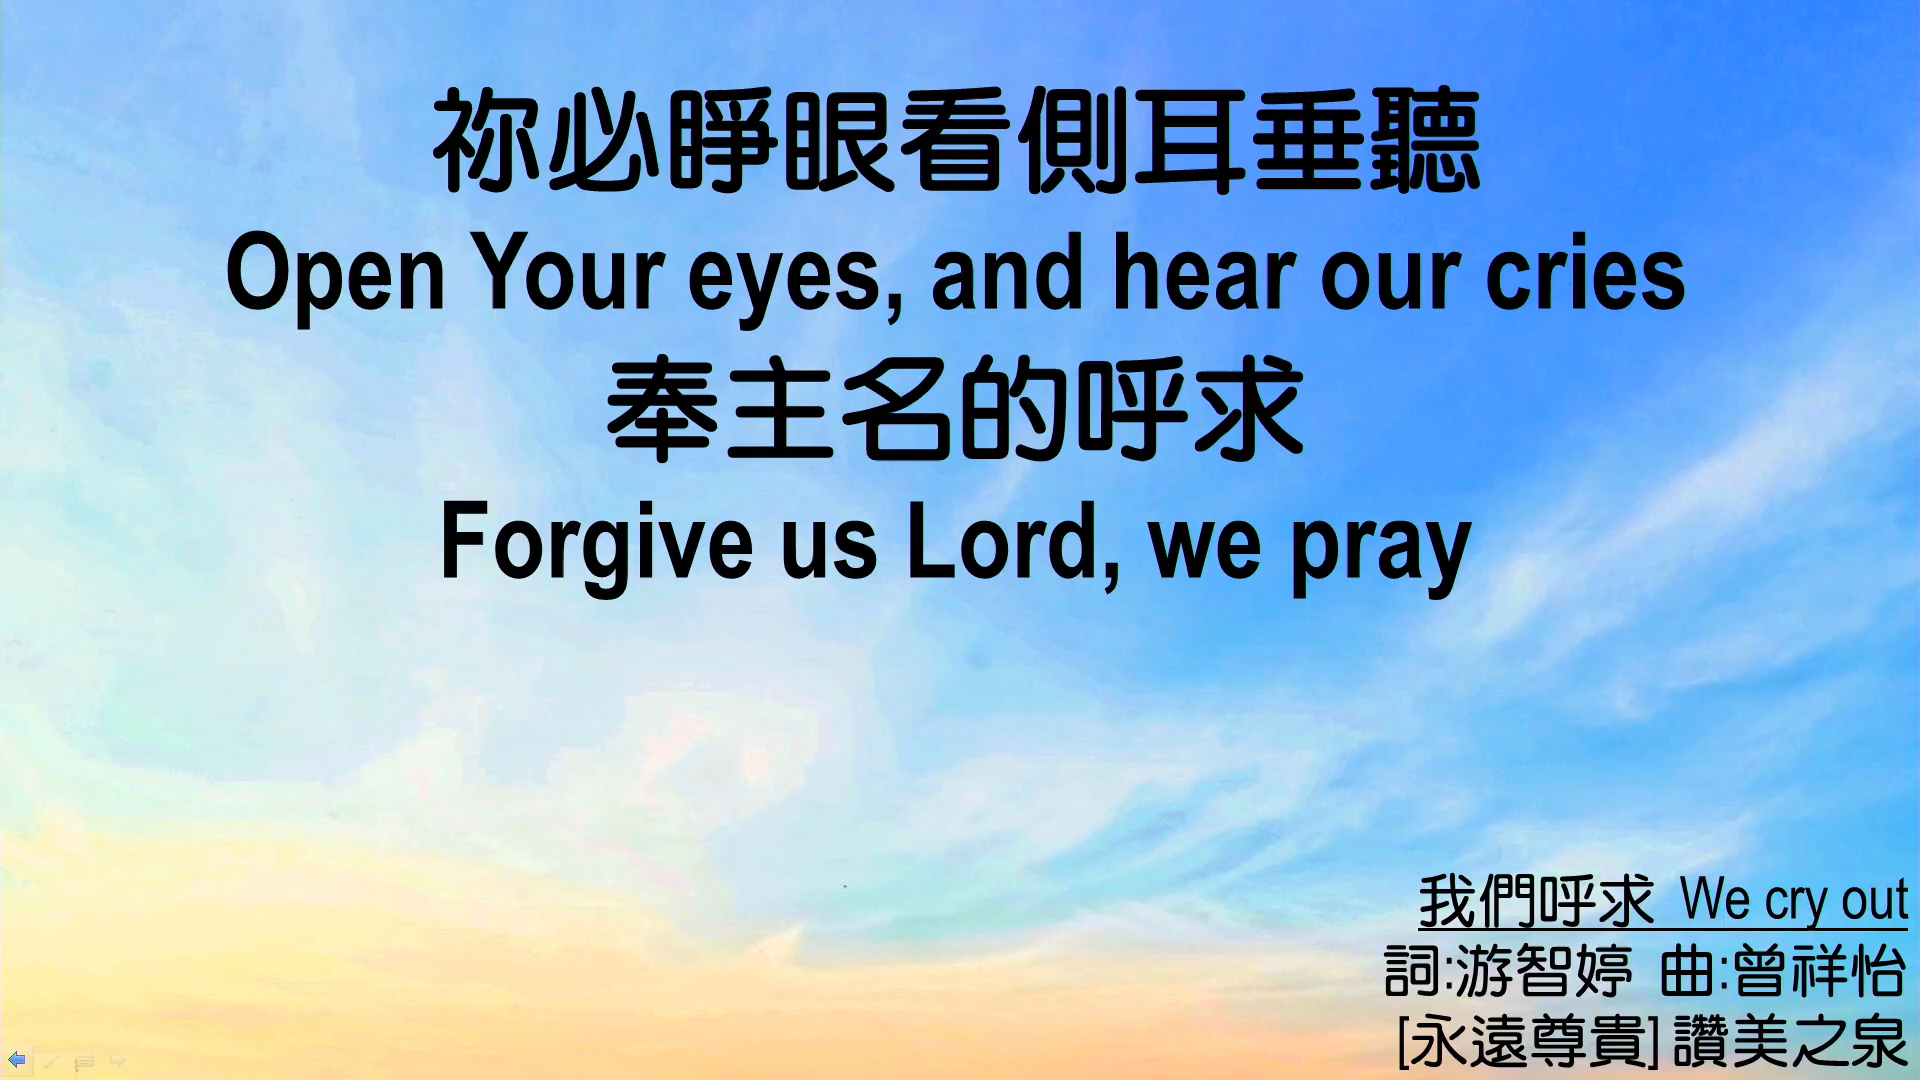 祢必睜眼看側耳垂聽
Open Your eyes, and hear our cries
奉主名的呼求
Forgive us Lord, we pray
我們呼求 We cry out
詞:游智婷 曲:曾祥怡
[永遠尊貴] 讚美之泉